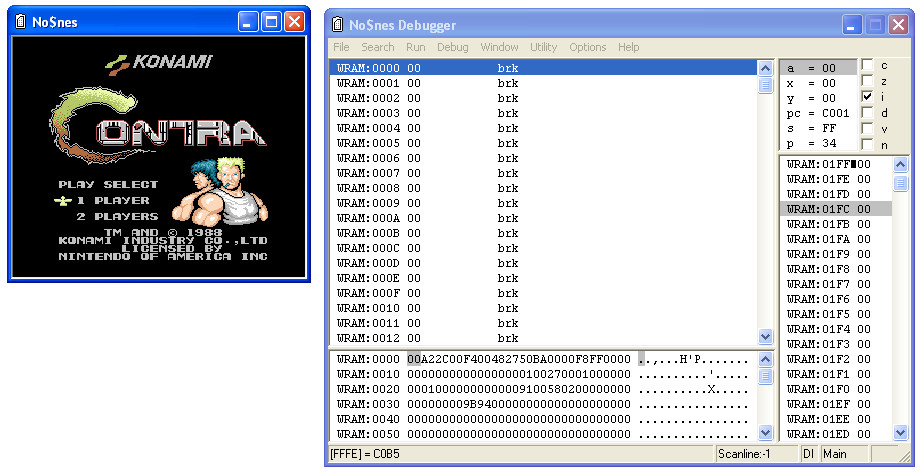 No$nes
KONAMI
CONTRA
PLAY SELECT
1 PLAYER
2 PLAYERS
TM AND © 1988
KONAMI INDUSTRY CO.,LTD
LICENSED BY
NINTENDO OF AMERICA INC
No$nes Debugger
File Search Run Debug Window Utility Options Help
WRAM:0000 00 brk
WRAM:0001 00 brk
WRAM:0002 00 brk
WRAM:0003 00 brk
WRAM:0004 00 brk
WRAM:0005 00 brk
WRAM:0006 00 brk
WRAM:0007 00 brk
WRAM:0008 00 brk
WRAM:0009 00 brk
WRAM:000A 00 brk
WRAM:000B 00 brk
WRAM:000C 00 brk
WRAM:000D 00 brk
WRAM:000E 00 brk
WRAM:000F 00 brk
WRAM:0010 00 brk
WRAM:0011 00 brk
WRAM:0012 00 brk
a = 00 c
x = 00 z
y = 00 i
pc = C001 d
s = FF v
p = 34 n
WRAM:01FF 00
WRAM:01FE 00
WRAM:01FD 00
WRAM:01FC 00
WRAM:01FB 00
WRAM:01FA 00
WRAM:01F9 00
WRAM:01F8 00
WRAM:01F7 00
WRAM:01F6 00
WRAM:01F5 00
WRAM:01F4 00
WRAM:01F3 00
WRAM:01F2 00
WRAM:01F1 00
WRAM:01F0 00
WRAM:01EF 00
WRAM:01EE 00
WRAM:01ED 00
WRAM:0000 00A22C00F400482750BA0000F8FF0000 ..,...H'P.......
WRAM:0010 00000000000000000100270001000000 ..........'.....
WRAM:0020 00010000000000000091005802000000 ..........X.....
WRAM:0030 000000009B9400000000000000000000 ................
WRAM:0040 00000000000000000000000000000000 ................
WRAM:0050 00000000000000000000000000000000 ................
[FFFE] = C0B5 Scanline:-1 DI Main